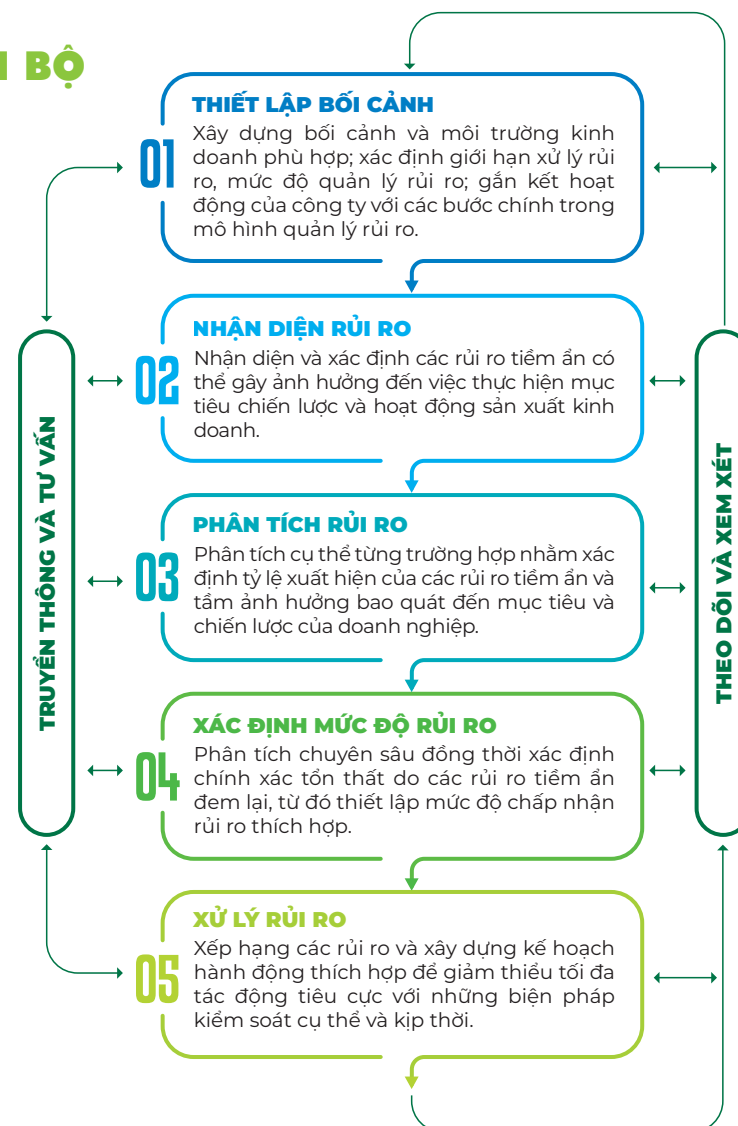 BỘ
THIẾT LẬP BỐI CẢNH
01
Xây dựng bối cảnh và môi trường kinh
doanh phù hợp; xác định giới hạn xử lý rủi
ro, mức độ quản lý rủi ro; gắn kết hoạt
động của công ty với các bước chính trong
mô hình quản lý rủi ro.
NHẬN DIỆN RỦI RO
02
Nhận diện và xác định các rủi ro tiềm ẩn có
thể gây ảnh hưởng đến việc thực hiện mục
tiêu chiến lược và hoạt động sản xuất kinh
doanh.
PHÂN TÍCH RỦI RO
03
Phân tích cụ thể từng trường hợp nhằm xác
định tỷ lệ xuất hiện của các rủi ro tiềm ẩn và
tầm ảnh hưởng bao quát đến mục tiêu và
chiến lược của doanh nghiệp.
XÁC ĐỊNH MỨC ĐỘ RỦI RO
04
Phân tích chuyên sâu đồng thời xác định
chính xác tổn thất do các rủi ro tiềm ẩn
đem lại, từ đó thiết lập mức độ chấp nhận
rủi ro thích hợp.
XỬ LÝ RỦI RO
05
Xếp hạng các rủi ro và xây dựng kế hoạch
hành động thích hợp để giảm thiểu tối đa
tác động tiêu cực với những biện pháp
kiểm soát cụ thể và kịp thời.
TRUYỀN THÔNG VÀ TƯ VẤN
THEO DÕI VÀ XEM XÉT